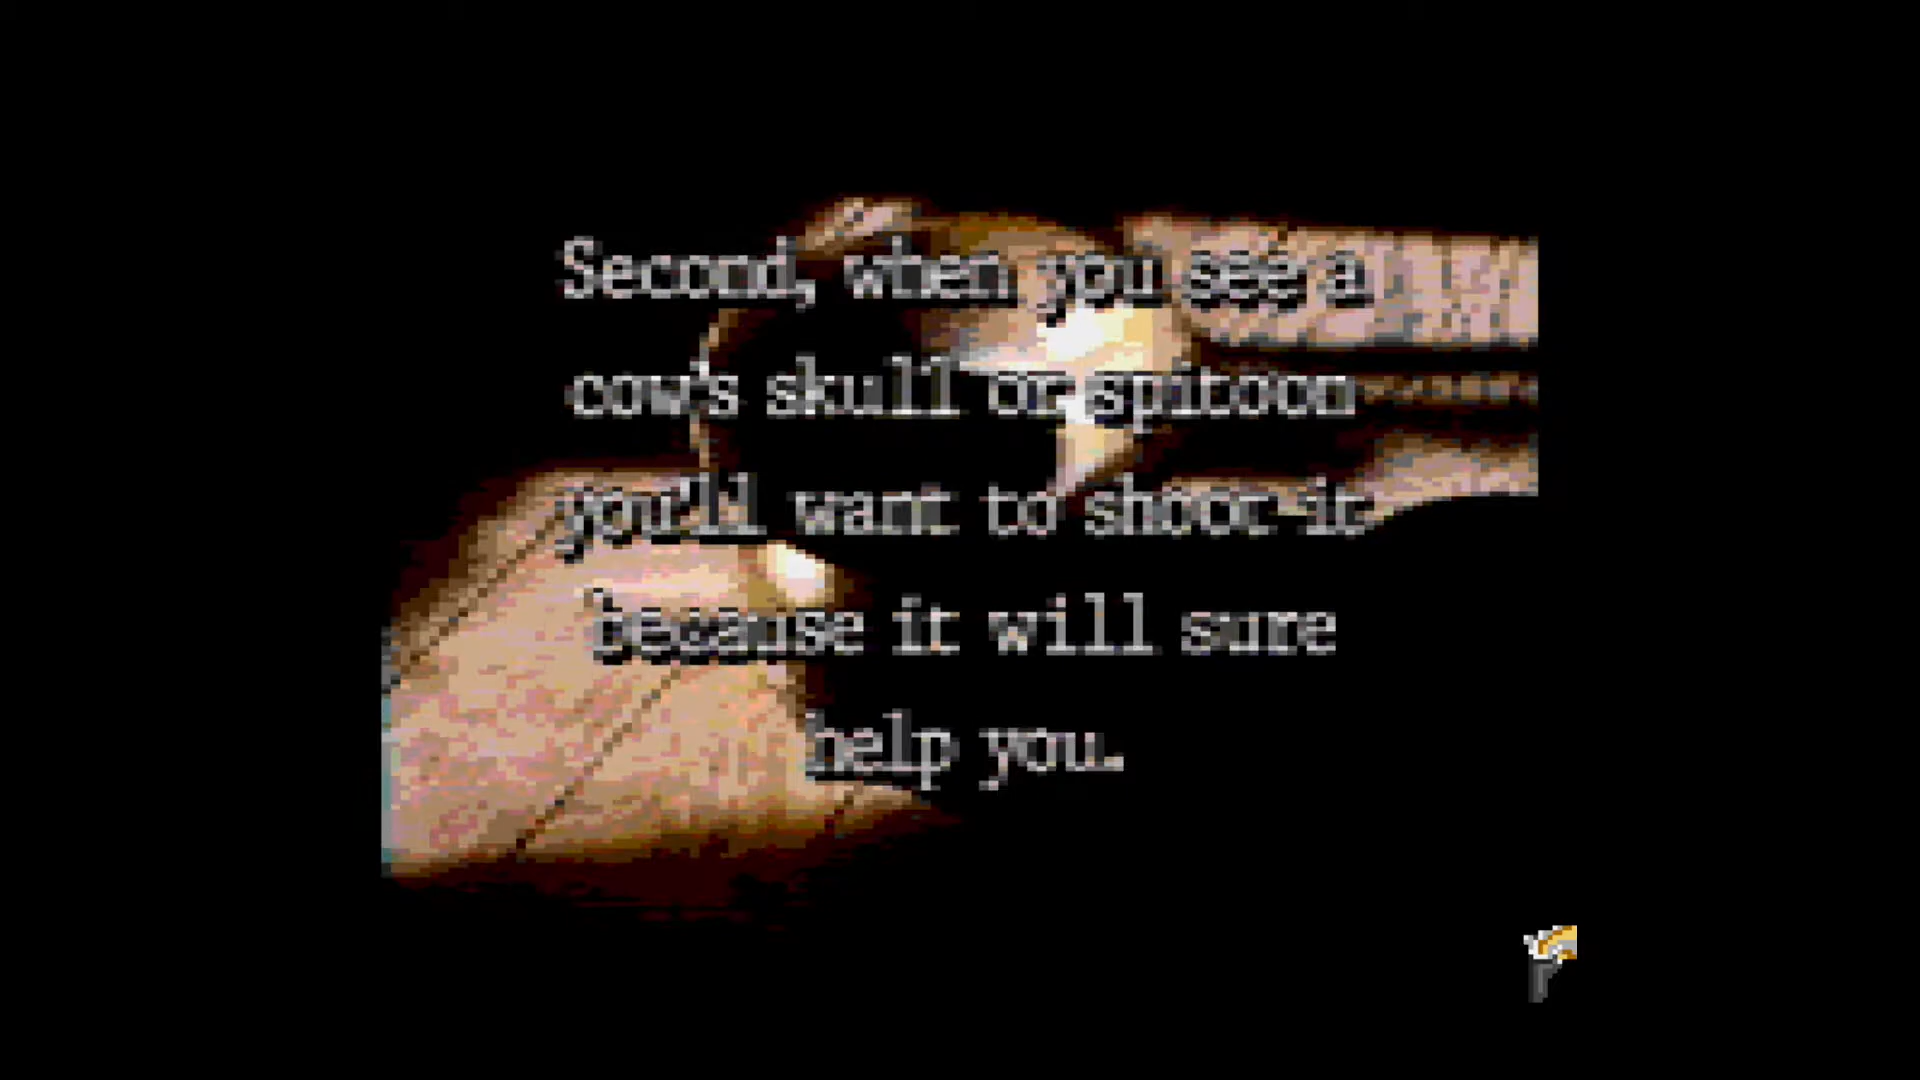 Second, when you see a
cow's skull or spitoon
you'll want to shoot it
because it will sure
help you.